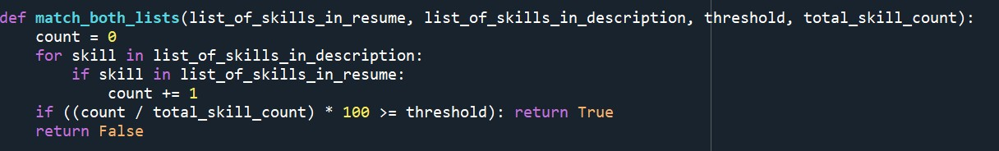 def match_both_lists(list_of_skills_in_resume, list_of_skills_in_description, threshold, total_skill_count):
    count = 0
    for skill in list_of_skills_in_description:
        if skill in list_of_skills_in_resume:
            count += 1
    if ((count / total_skill_count) * 100 >= threshold): return True
    return False